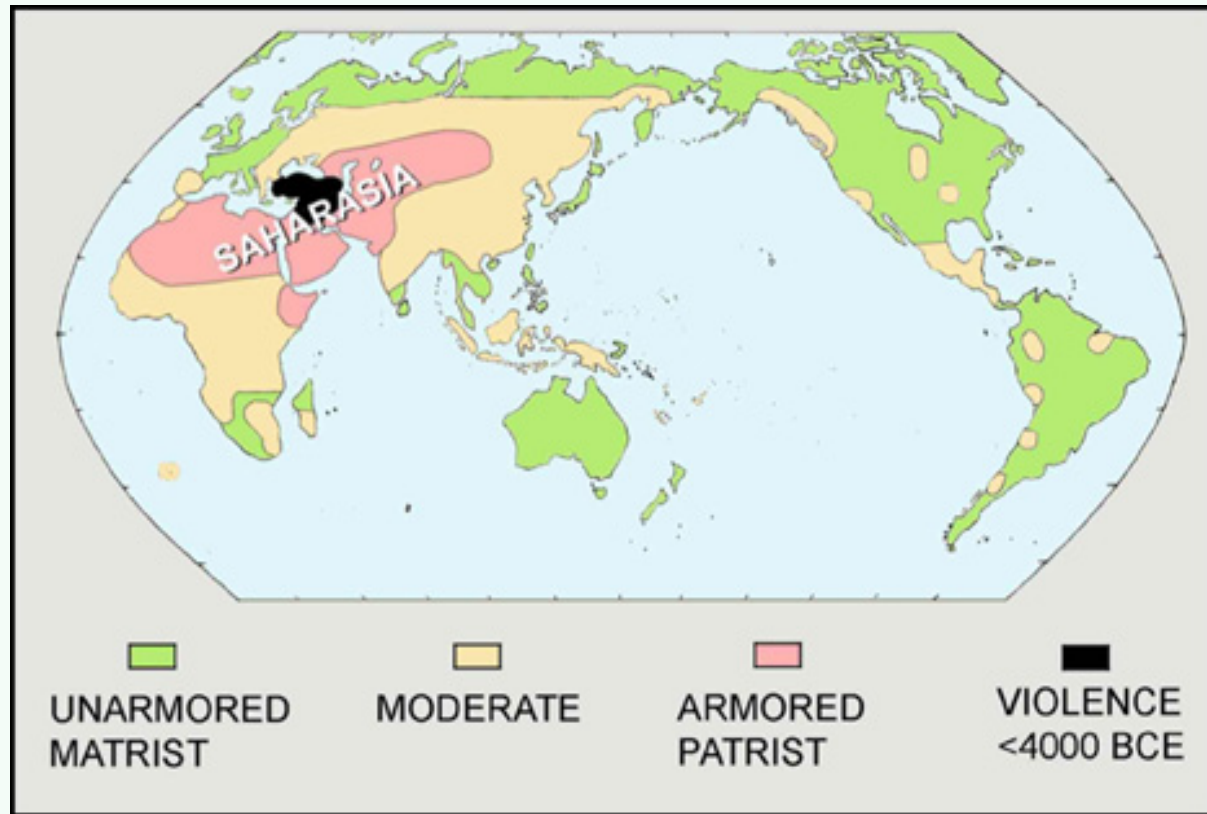 SAHARASIA
UNARMORED
MATRIST
MODERATE
ARMORED
PATRIST
VIOLENCE
<4000 BCE